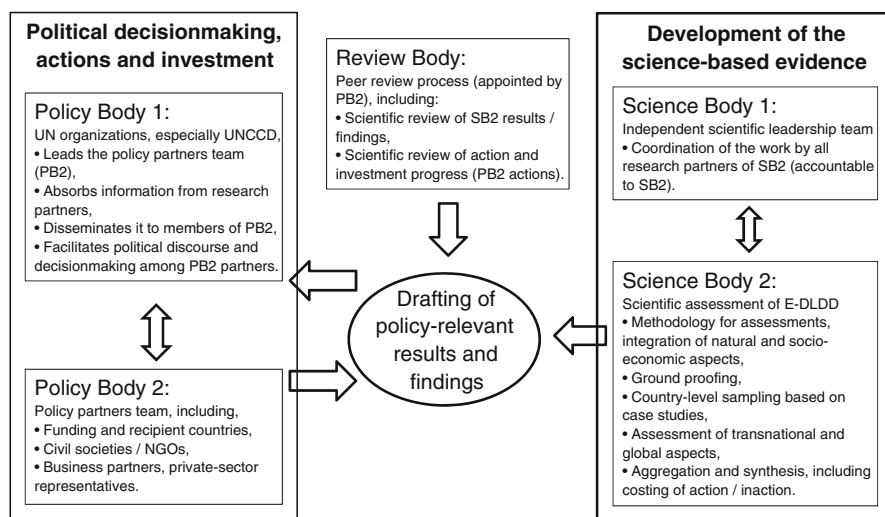 Political decisionmaking,
actions and investment
Policy Body 1:
UN organizations, especially UNCCD,
• Leads the policy partners team
(PB2),
• Absorbs information from research
partners,
• Disseminates it to members of PB2,
• Facilitates political discourse and
decisionmaking among PB2 partners.
Policy Body 2:
Policy partners team, including,
• Funding and recipient countries,
• Civil societies / NGOs,
• Business partners, private-sector
representatives.
Review Body:
Peer review process (appointed by
PB2), including:
• Scientific review of SB2 results /
findings,
• Scientific review of action and
investment progress (PB2 actions).
Drafting of
policy-relevant
results and
findings
Development of the
science-based evidence
Science Body 1:
Independent scientific leadership team
• Coordination of the work by all
research partners of SB2 (accountable
to SB2).
Science Body 2:
Scientific assessment of E-DLDD
• Methodology for assessments,
integration of natural and socio-
economic aspects,
• Ground proofing,
• Country-level sampling based on
case studies,
• Assessment of transnational and
global aspects,
• Aggregation and synthesis, including
costing of action / inaction.